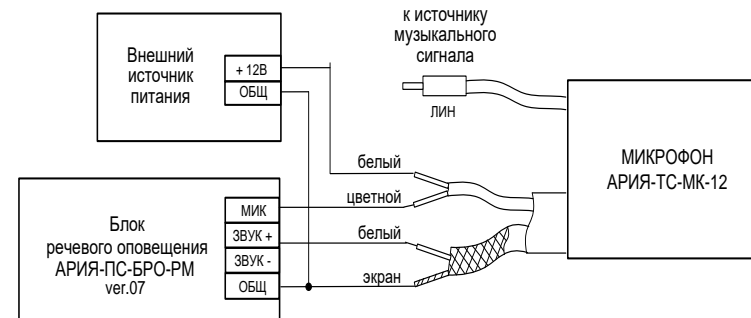 к источнику
музыкального
сигнала
Внешний
источник
питания
+ 12В
ОБЩ
ЛИН
МИКРОФОН
АРИЯ-ТС-МК-12
белый
цветной
белый
экран
Блок
речевого оповещения
АРИЯ-ПС-БРО-РМ
ver.07
МИК
ЗВУК +
ЗВУК -
ОБЩ